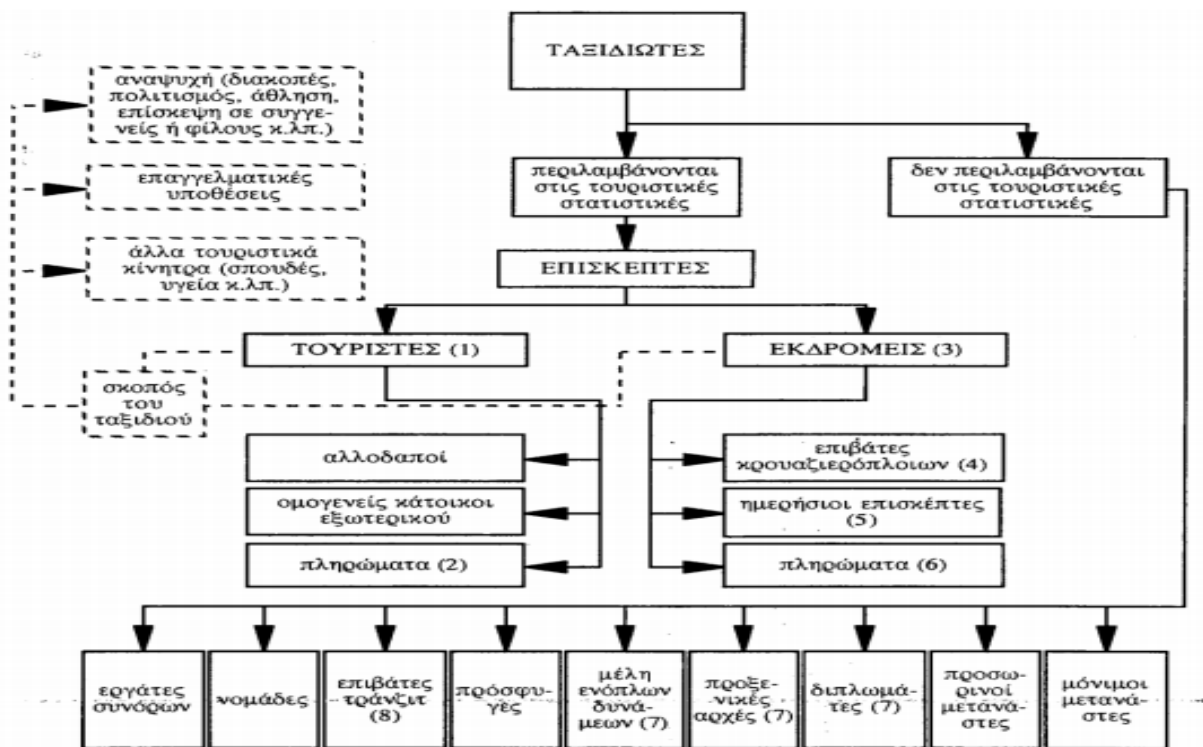 ΤΑΞΙΔΙΩΤΕΣ
αναψυχή (διακοπές,
πολιτισμός, άθληση,
επίσκεψη σε συγγε-
νείς ή φίλους κ.λπ.)
επαγγελματικές
υποθέσεις
άλλα τουριστικά
κίνητρα (σπουδές,
υγεία κ.λπ.)
περιλαμβάνονται
στις τουριστικές
στατιστικές
δεν περιλαμβάνονται
στις τουριστικές
στατιστικές
ΕΠΙΣΚΕΠΤΕΣ
ΤΟΥΡΙΣΤΕΣ (1)
ΕΚΔΡΟΜΕΙΣ (3)
σκοπός
του
ταξιδιού
αλλοδαποί
ομογενείς κάτοικοι
εξωτερικού
πληρώματα (2)
επιβάτες
κρουαζιερόπλοιων (4)
ημερήσιοι επισκέπτες
(5)
πληρώματα (6)
εργάτες
συνόρων
νομάδες
επιβάτες
τράνζιτ
(8)
πρόσφυ-
γες
μέλη
ενόπλων
δυνά-
μεων (7)
προξε-
νικές
αρχές (7)
διπλωμά-
τες (7)
προσω-
ρινοί
μετανά-
στες
μόνιμοι
μετανά-
στες